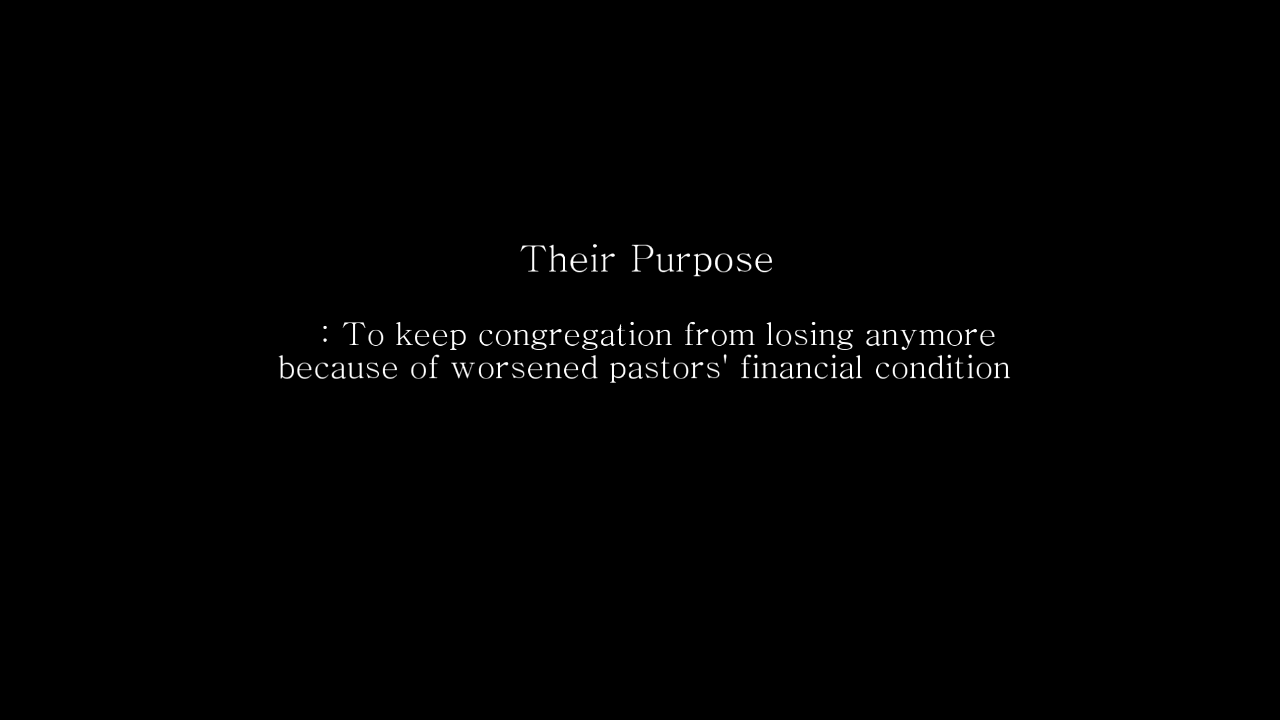 Their Purpose
: To keep congregation from losing anymore
because of worsened pastors' financial condition